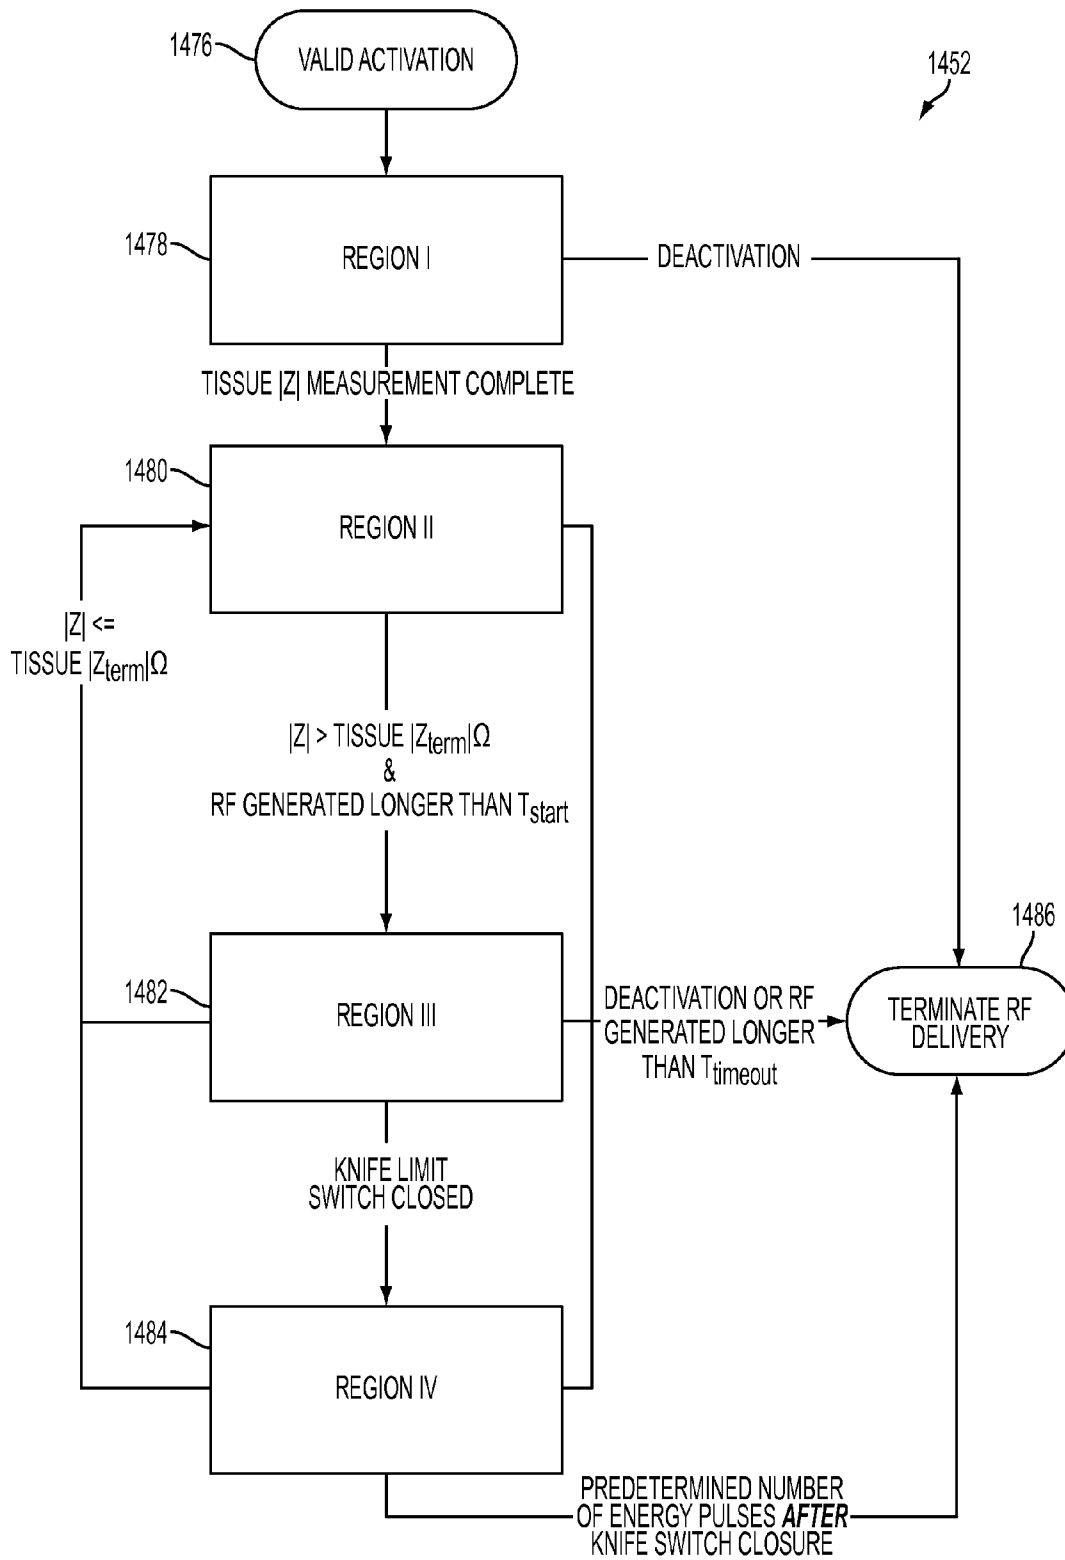 1476
VALID ACTIVATION
1452
1478
REGION I
DEACTIVATION
TISSUE |Z| MEASUREMENT COMPLETE
1480
REGION II
|Z| <=
TISSUE |Zterm|Ω
|Z| > TISSUE |Zterm|Ω
&
RF GENERATED LONGER THAN Tstart
1482
REGION III
DEACTIVATION OR RF
GENERATED LONGER
THAN Ttimeout
1486
TERMINATE RF
DELIVERY
KNIFE LIMIT
SWITCH CLOSED
1484
REGION IV
PREDETERMINED NUMBER
OF ENERGY PULSES AFTER
KNIFE SWITCH CLOSURE